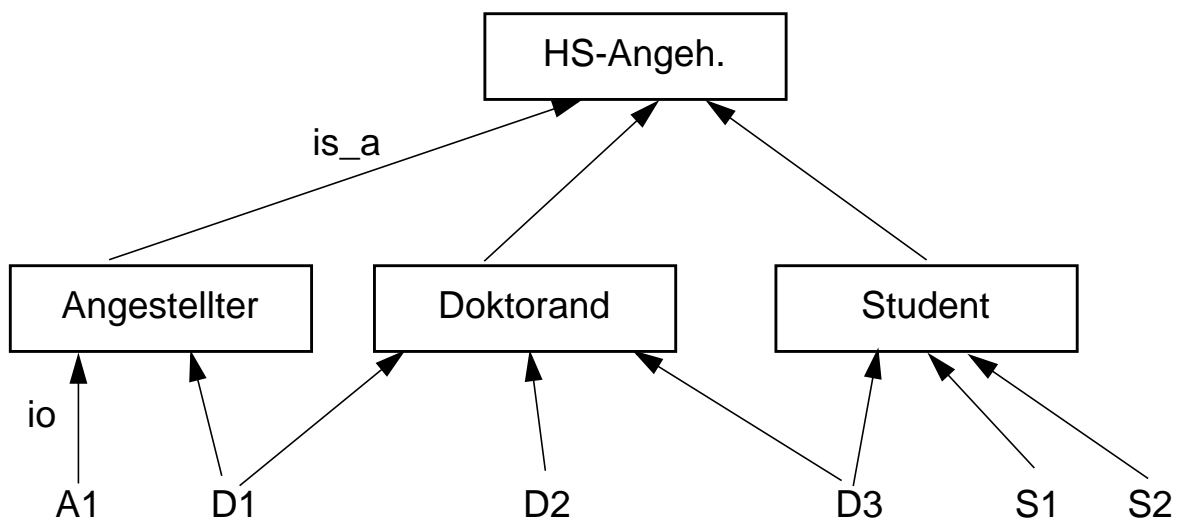 HS-Angeh.
is_a
Angestellter Doktorand Student
io
A1 D1 D2 D3 S1 S2